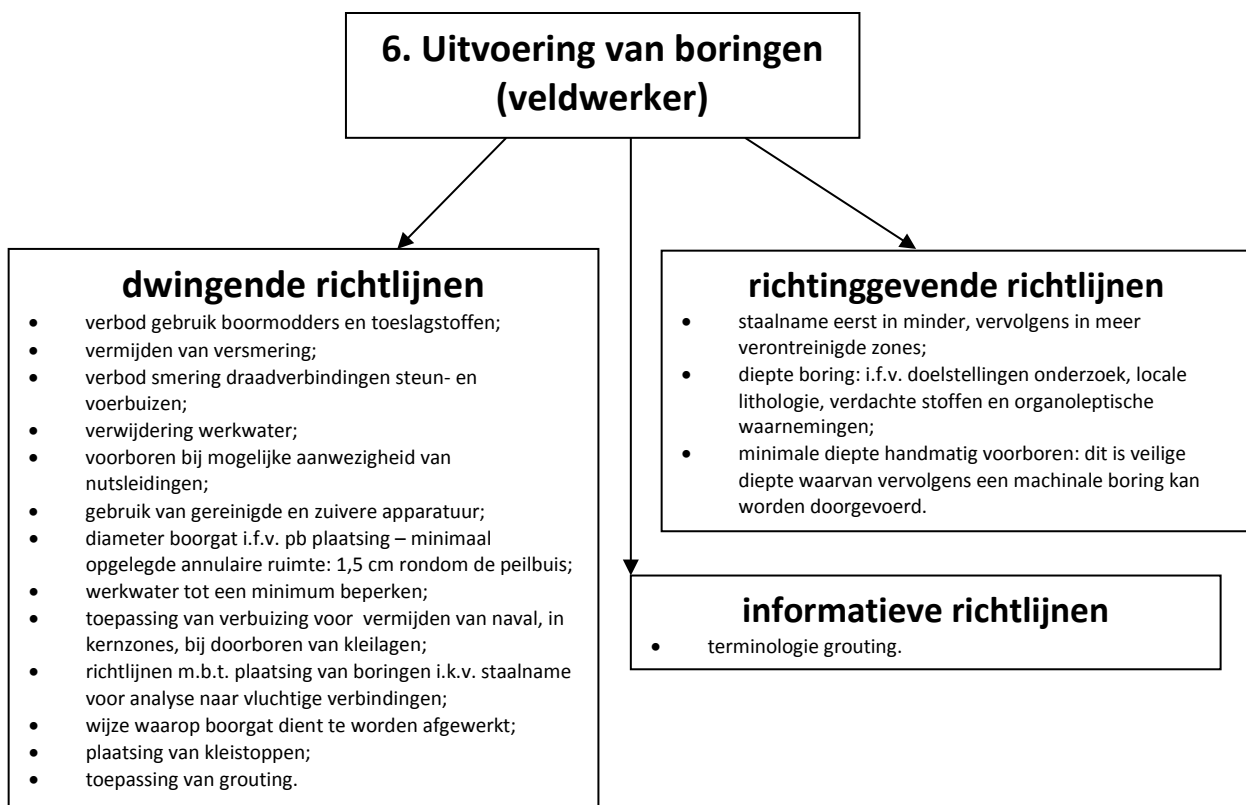 6. Uitvoering van boringen
(veldwerker)
dwingende richtlijnen
• verbod gebruik boormodders en toeslagstoffen;
• vermijden van versmering;
• verbod smering draadverbindingen steun- en
voerbuizen;
• verwijdering werkwater;
• voorboren bij mogelijke aanwezigheid van
nutsleidingen;
• gebruik van gereinigde en zuivere apparatuur;
• diameter boorgat i.f.v. pb plaatsing – minimaal
opgelegde annulaire ruimte: 1,5 cm rondom de peilbuis;
• werkwater tot een minimum beperken;
• toepassing van verbuizing voor vermijden van naval, in
kernzones, bij doorboren van kleilagen;
• richtlijnen m.b.t. plaatsing van boringen i.k.v. staalname
voor analyse naar vluchtige verbindingen;
• wijze waarop boorgat dient te worden afgewerkt;
• plaatsing van kleistoppen;
• toepassing van grouting.
richtinggevende richtlijnen
• staalname eerst in minder, vervolgens in meer
verontreinigde zones;
• diepte boring: i.f.v. doelstellingen onderzoek, locale
lithologie, verdachte stoffen en organoleptische
waarnemingen;
• minimale diepte handmatig voorboren: dit is veilige
diepte waarvan vervolgens een machinale boring kan
worden doorgevoerd.
informatieve richtlijnen
• terminologie grouting.